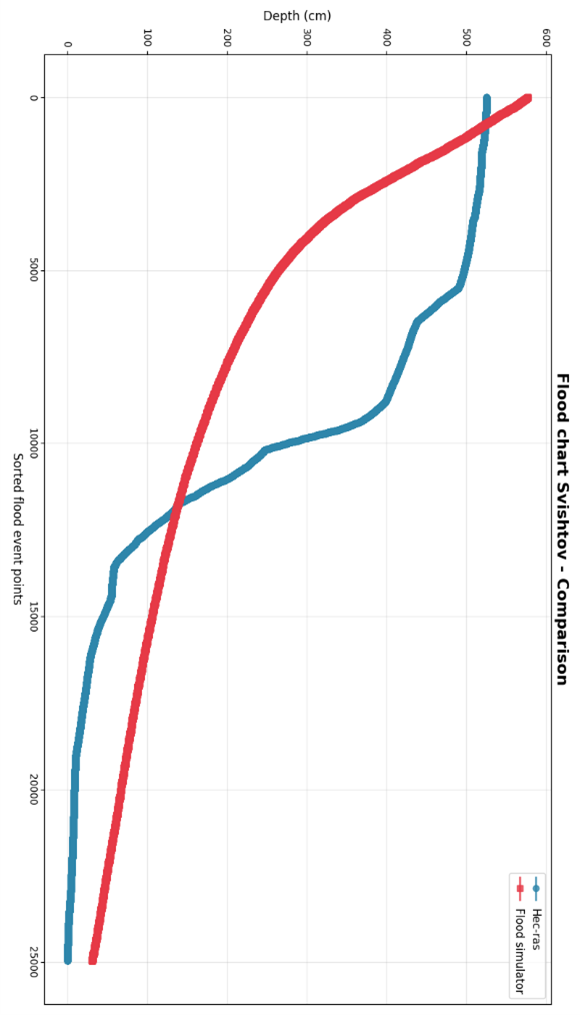 Flood chart Svishtov - Comparison
Depth (cm)
600
500
400
300
200
100
0
0
5000
10000
15000
20000
25000
Sorted flood event points
Hec-ras
Flood simulator